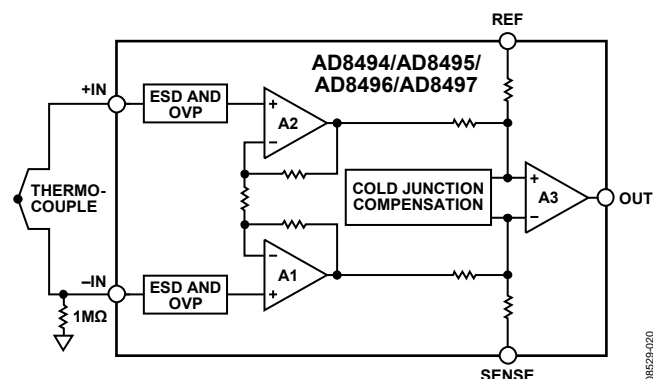 REF
AD8494/AD8495/
AD8496/AD8497
+IN
ESD AND
OVP
+
A2
–
THERMO-
COUPLE
COLD JUNCTION
COMPENSATION
+
A3
–
OUT
–
A1
+
–IN
ESD AND
OVP
1MΩ
SENSE
08529-020